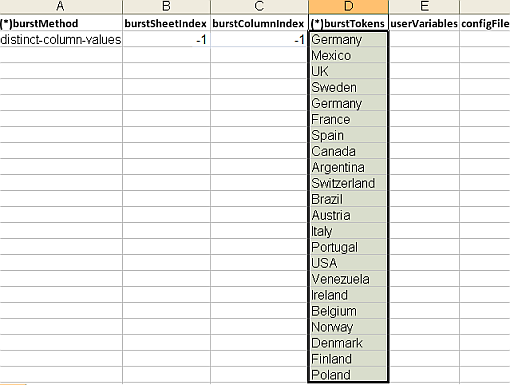 A B C D E
(*)burstMethod burstSheetIndex burstColumnIndex (*)burstTokens userVariables configFile
distinct-column-values -1 -1 Germany
Mexico
UK
Sweden
Germany
France
Spain
Canada
Argentina
Switzerland
Brazil
Austria
Italy
Portugal
USA
Venezuela
Ireland
Belgium
Norway
Denmark
Finland
Poland